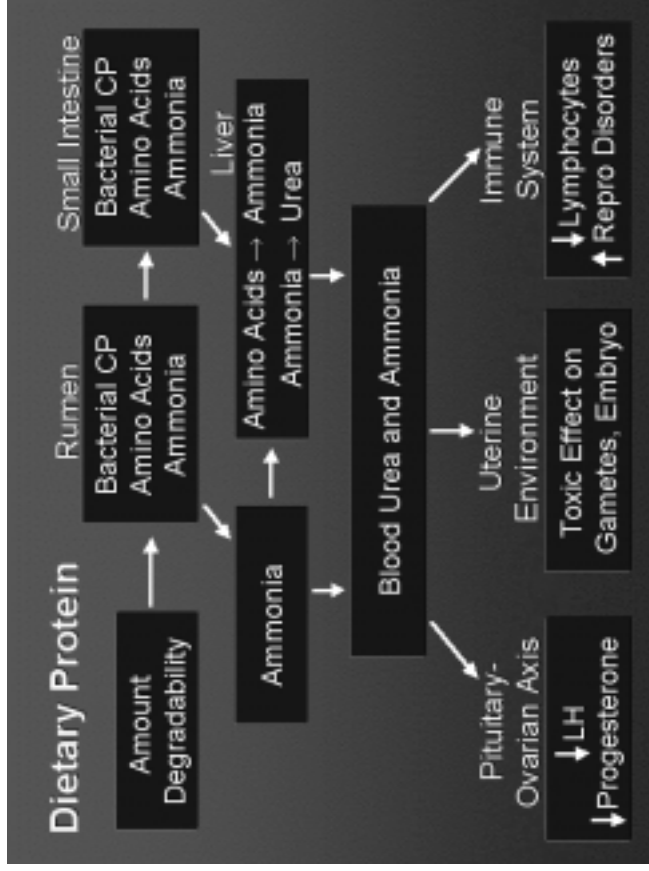 Dietary Protein
Amount
Degradability
Rumen
Bacterial CP
Amino Acids
Ammonia
Small Intestine
Bacterial CP
Amino Acids
Ammonia
Ammonia
Liver
Amino Acids → Ammonia
Ammonia → Urea
Blood Urea and Ammonia
Pituitary-
Ovarian Axis
↓LH
↓Progesterone
Uterine
Environment
Toxic Effect on
Gametes, Embryo
Immune
System
↓Lymphocytes
↑ Repro Disorders